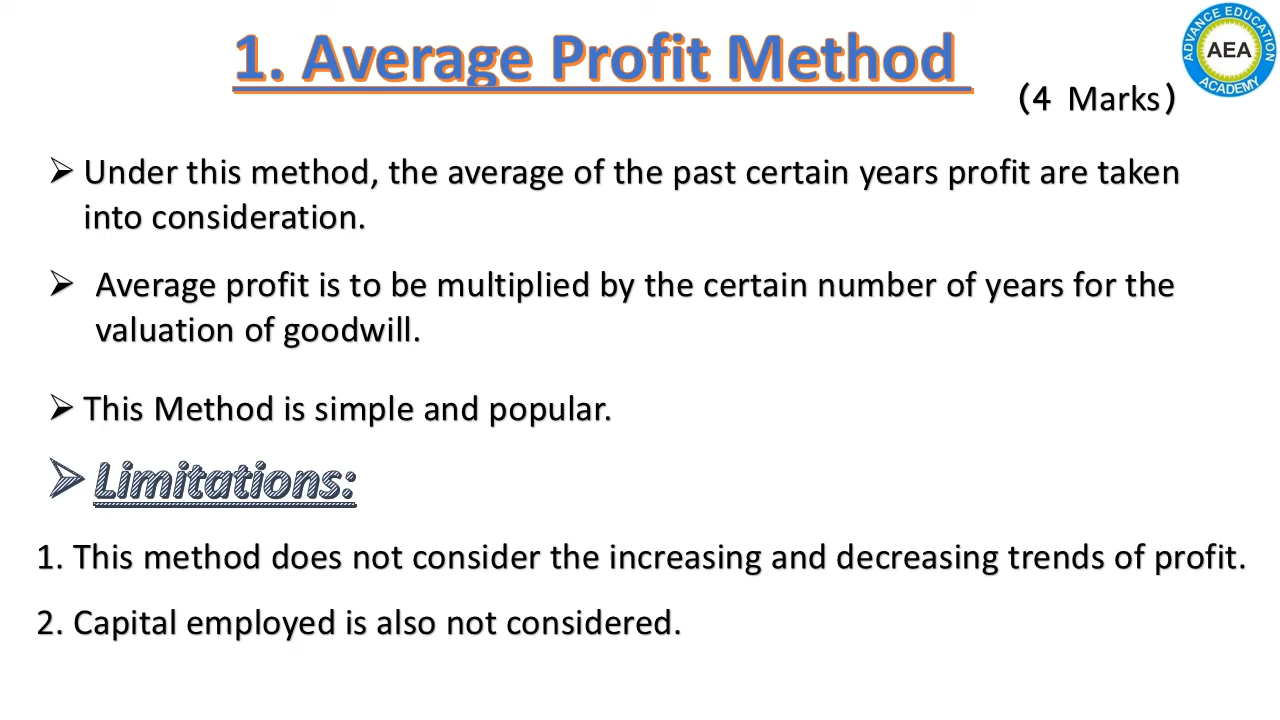 1. Average Profit Method
(4 Marks)
ADVANCE EDUCATION
AEA
ACADEMY
➢ Under this method, the average of the past certain years profit are taken
into consideration.
➢ Average profit is to be multiplied by the certain number of years for the
valuation of goodwill.
➢ This Method is simple and popular.
➢ Limitations:
1. This method does not consider the increasing and decreasing trends of profit.
2. Capital employed is also not considered.